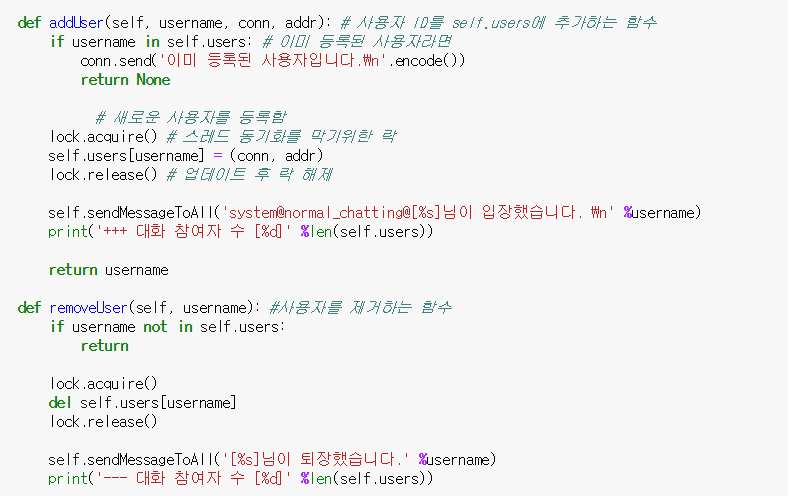 def addUser(self, username, conn, addr): # 사용자 ID를 self.users에 추가하는 함수
    if username in self.users: # 이미 등록된 사용자라면
        conn.send('이미 등록된 사용자입니다.₩n'.encode())
        return None

          # 새로운 사용자를 등록함
    lock.acquire() # 스레드 동기화를 막기위한 락
    self.users[username] = (conn, addr)
    lock.release() # 업데이트 후 락 해제

    self.sendMessageToAll('system@normal_chatting@[%s]님이 입장했습니다. ₩n' %username)
    print('+++ 대화 참여자 수 [%d]' %len(self.users))

    return username

def removeUser(self, username): #사용자를 제거하는 함수
    if username not in self.users:
        return

    lock.acquire()
    del self.users[username]
    lock.release()

    self.sendMessageToAll('[%s]님이 퇴장했습니다.' %username)
    print('--- 대화 참여자 수 [%d]' %len(self.users))